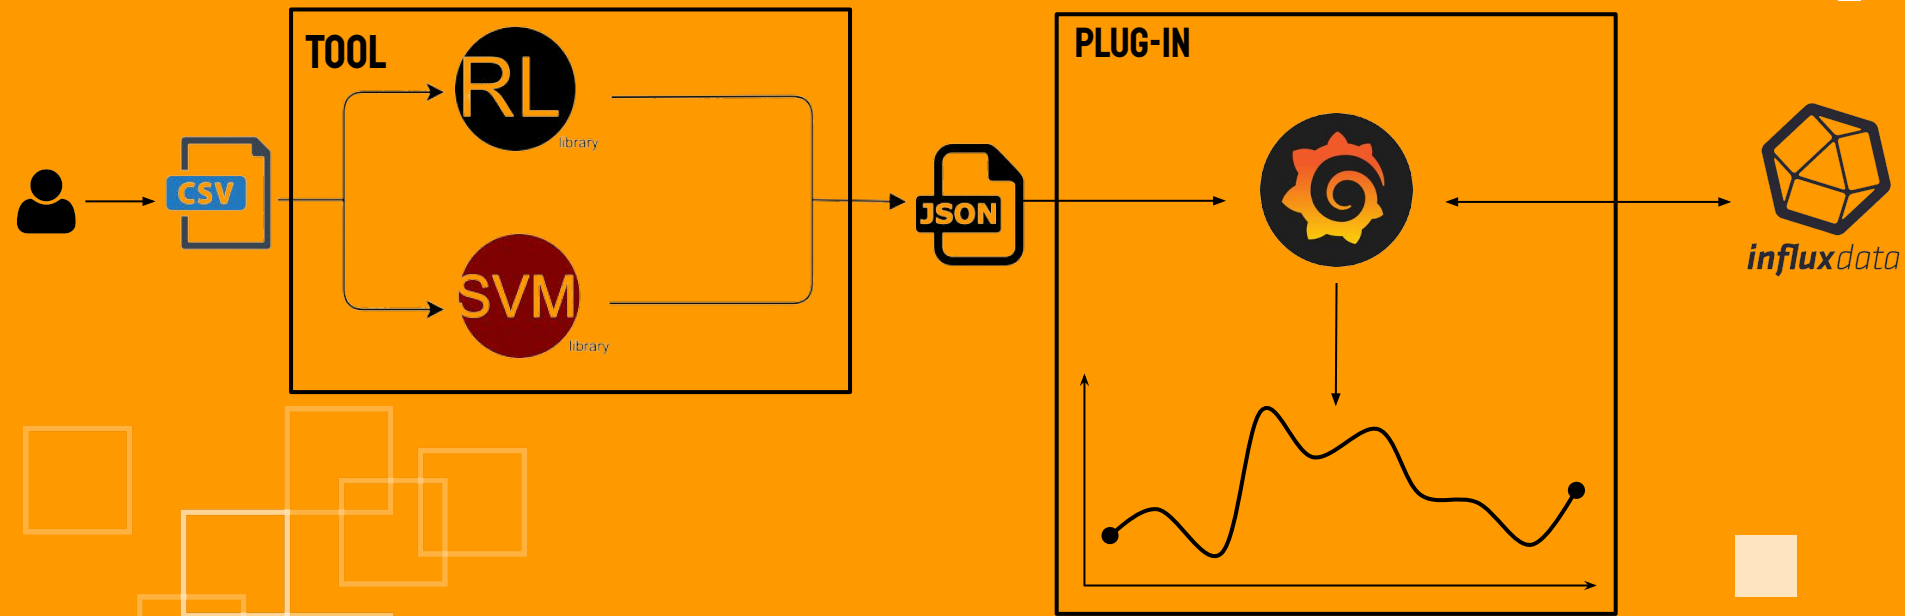 TOOL
RL
library
CSV
SVM
library
JSON
PLUG-IN
influxdata